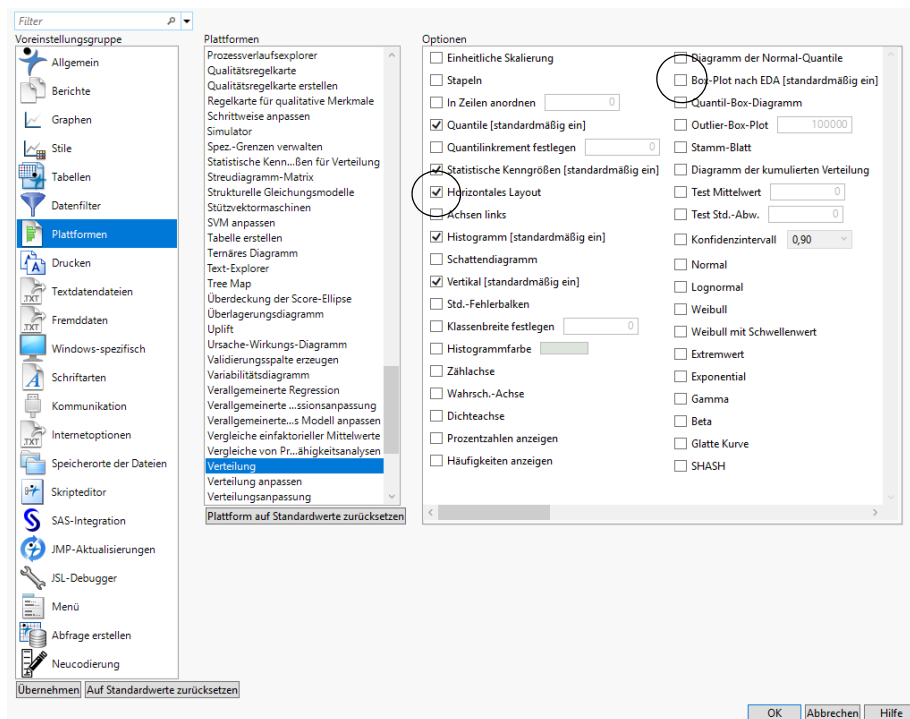 Filter
Voreinstellungsgruppe
Allgemein
Berichte
Graphen
Stile
Tabellen
Datenfilter
Plattformen
Drucken
Textdatendateien
Fremddaten
Windows-spezifisch
Schriftarten
Kommunikation
Internetoptionen
Speicherorte der Dateien
Skripteditor
SAS-Integration
JMP-Aktualisierungen
JSL-Debugger
Menü
Abfrage erstellen
Neucodierung
Übernehmen
Auf Standardwerte zurücksetzen
Plattformen
Prozessverlaufsexplorer
Qualitätsregelkarte
Qualitätsregelkarte erstellen
Regelkarte für qualitative Merkmale
Schrittweise anpassen
Simulator
Spez.-Grenzen verwalten
Statistische Kenn...ßen für Verteilung
Streudiagramm-Matrix
Strukturelle Gleichungsmodelle
Stützvektormaschinen
SVM anpassen
Tabelle erstellen
Ternäres Diagramm
Text-Explorer
Tree Map
Überdeckung der Score-Ellipse
Überlagerungsdiagramm
Uplift
Ursache-Wirkungs-Diagramm
Validierungsspalte erzeugen
Variabilitätsdiagramm
Verallgemeinerte Regression
Verallgemeinerte ...ssionsanpassung
Verallgemeinerte...s Modell anpassen
Vergleiche einfaktorieller Mittelwerte
Vergleiche von Pr...ähigkeitsanalysen
Verteilung
Verteilung anpassen
Verteilungsanpassung
Plattform auf Standardwerte zurücksetzen
Optionen
Einheitliche Skalierung
Stapeln
In Zeilen anordnen 0
Quantile [standardmäßig ein]
Quantilinkrement festlegen 0
Statistische Kenngrößen [standardmäßig ein]
Horizontales Layout
Achsen links
Histogramm [standardmäßig ein]
Schattendiagramm
Vertikal [standardmäßig ein]
Std.-Fehlerbalken
Klassenbreite festlegen 0
Histogrammfarbe
Zählachse
Wahrsch.-Achse
Dichteachse
Prozentzahlen anzeigen
Häufigkeiten anzeigen
Diagramm der Normal-Quantile
Box-Plot nach EDA [standardmäßig ein]
Quantil-Box-Diagramm
Outlier-Box-Plot 100000
Stamm-Blatt
Diagramm der kumulierten Verteilung
Test Mittelwert 0
Test Std.-Abw. 0
Konfidenzintervall 0,90
Normal
Lognormal
Weibull
Weibull mit Schwellenwert
Extremwert
Exponential
Gamma
Beta
Glatte Kurve
SHASH
OK
Abbrechen
Hilfe